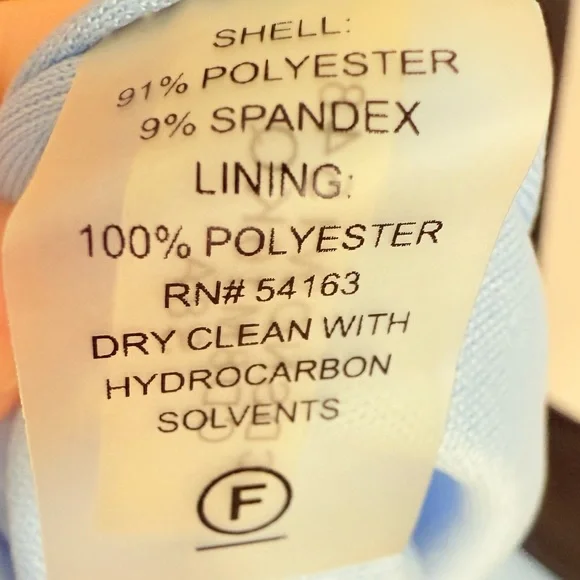 SHELL:
91% POLYESTER
9% SPANDEX
LINING:
100% POLYESTER
RN# 54163
DRY CLEAN WITH
HYDROCARBON
SOLVENTS
F